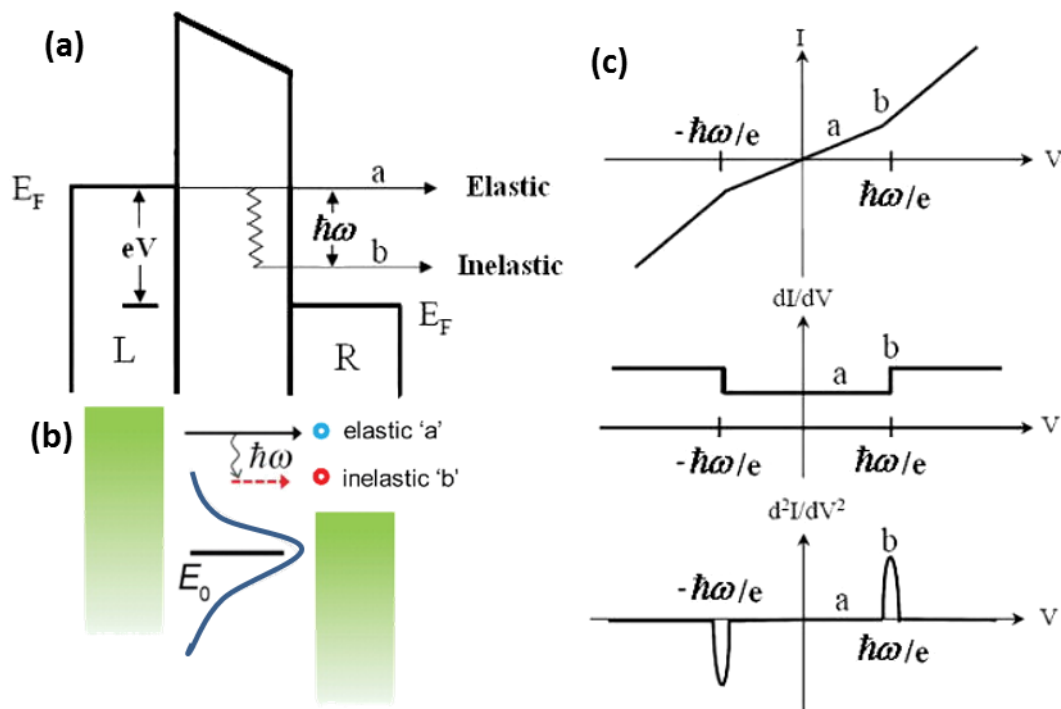 (a)
E_F
eV
L
a
Elastic
ħω
b
Inelastic
E_F
R
(b)
elastic 'a'
ħω
inelastic 'b'
E₀
(c)
I
b
a
-ħω/e
V
ħω/e
dI/dV
b
a
V
-ħω/e
ħω/e
d²I/dV²
b
-ħω/e
a
V
ħω/e